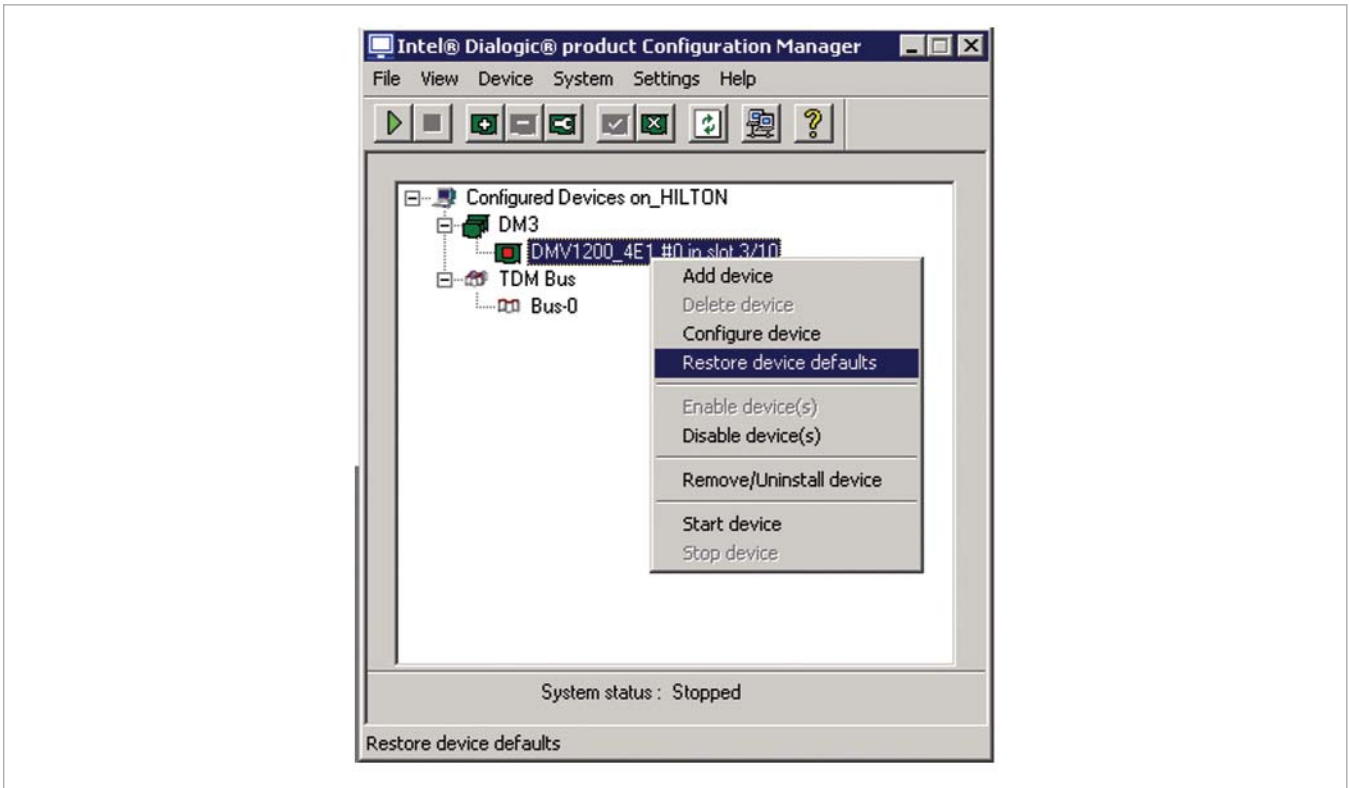 Intel® Dialogic® product Configuration Manager
File View Device System Settings Help
Configured Devices on_HILTON
DM3
DMV1200_4E1 #0 in slot 3/10
TDM Bus
Bus-0
Add device
Delete device
Configure device
Restore device defaults
Enable device(s)
Disable device(s)
Remove/Uninstall device
Start device
Stop device
System status : Stopped
Restore device defaults